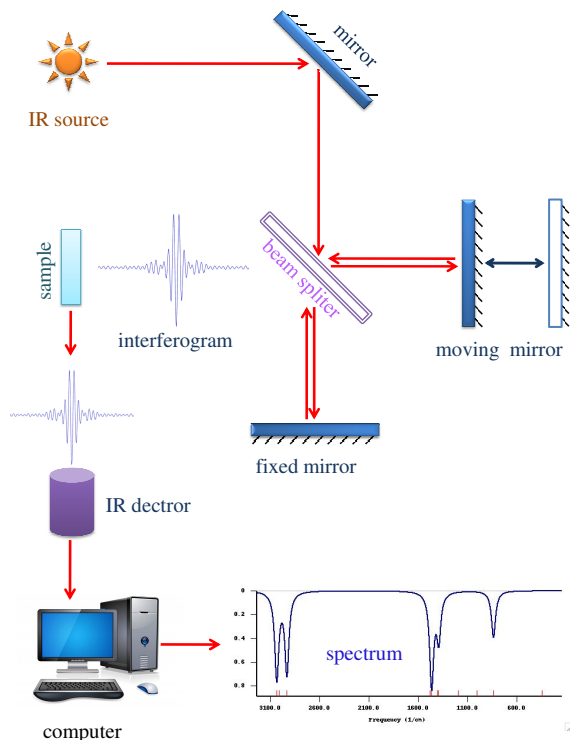 mirror
IR source
sample
beam spliter
interferogram
moving mirror
fixed mirror
IR dectror
spectrum
0
0.2
0.4
0.6
0.8
3100.0 2600.0 2100.0 1600.0 1100.0 600.0
Frequency (1/cm)
computer